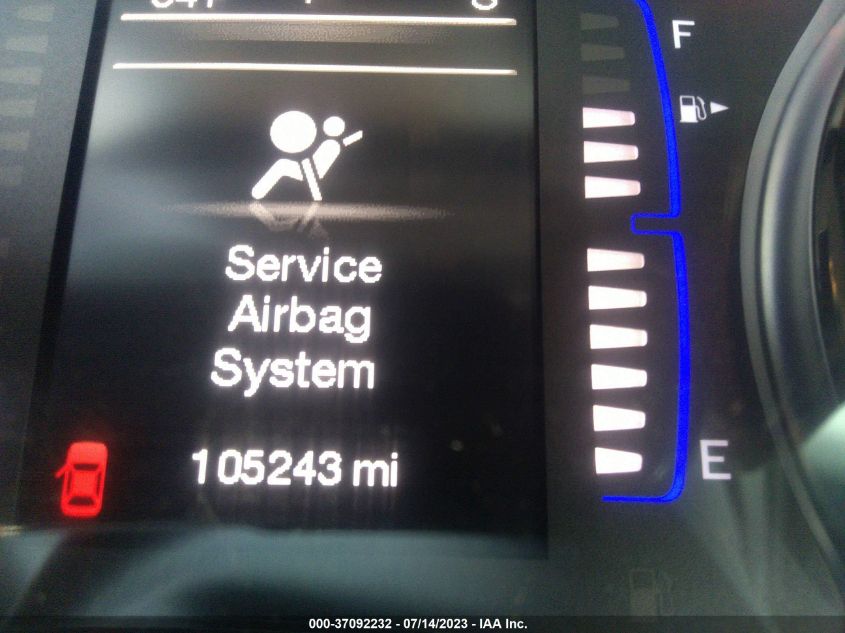 F
Service
Airbag
System
105243 mi
E
000-37092232 - 07/14/2023 - IAA Inc.